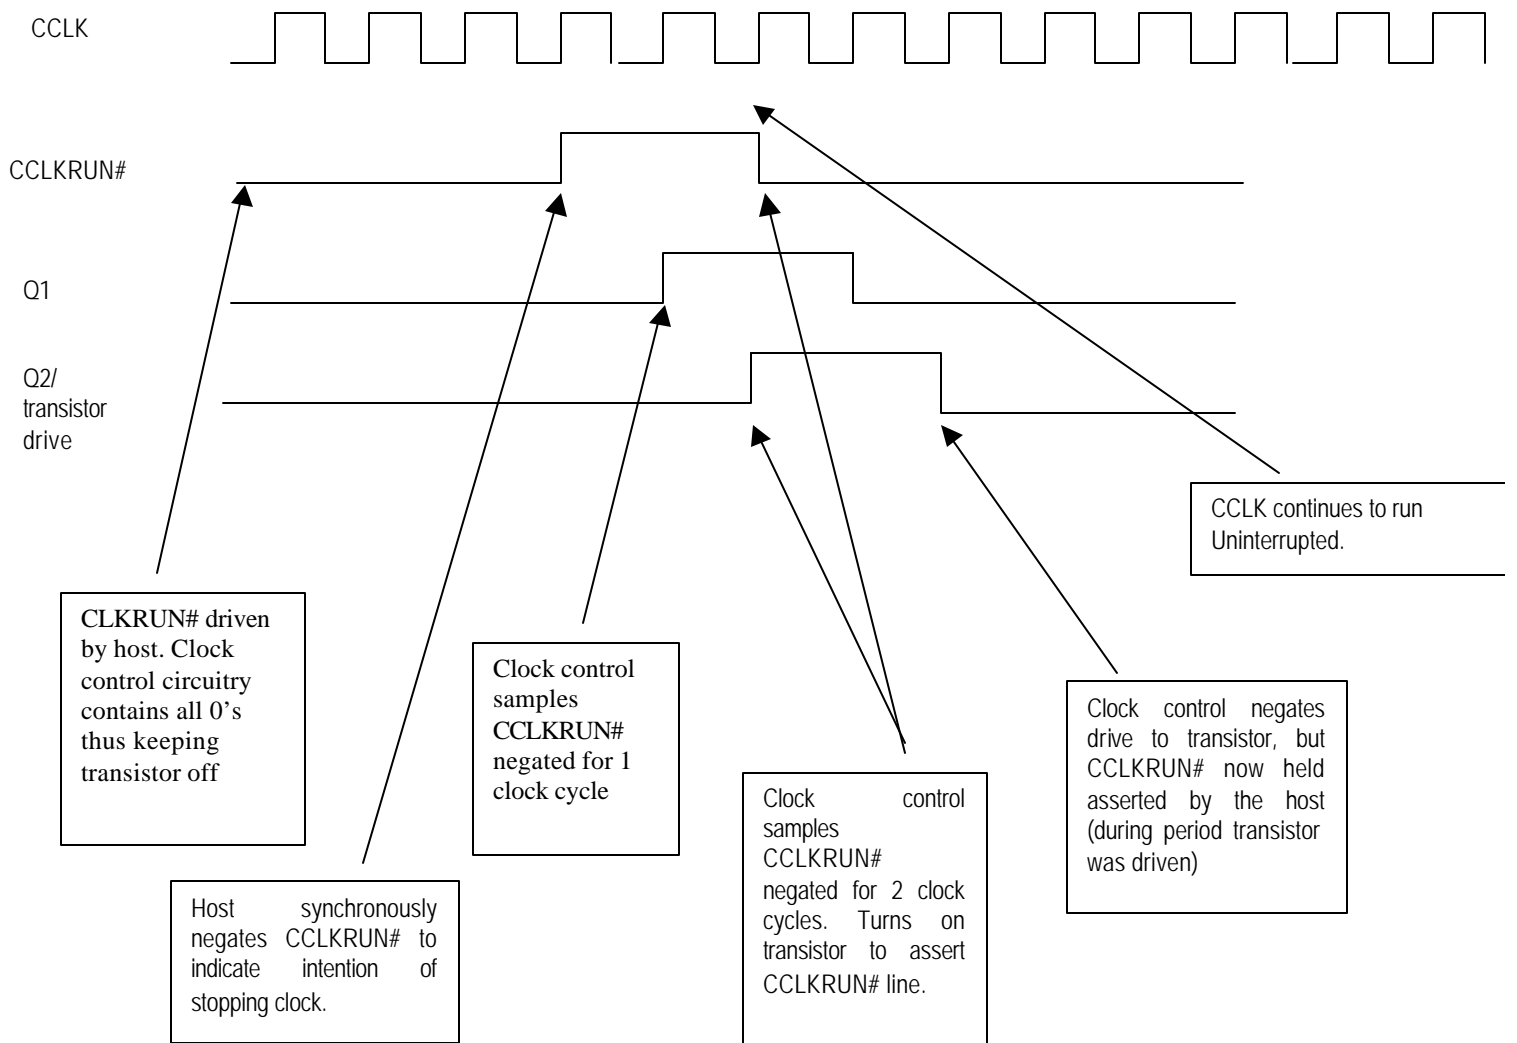 CCLK
CCLKRUN#
Q1
Q2/
transistor
drive
CCLK continues to run
Uninterrupted.
CLKRUN# driven
by host. Clock
control circuitry
contains all 0's
thus keeping
transistor off
Clock control
samples
CCLKRUN#
negated for 1
clock cycle
Clock control negates
drive to transistor, but
CCLKRUN# now held
asserted by the host
(during period transistor
was driven)
Clock control
samples
CCLKRUN#
negated for 2 clock
cycles. Turns on
transistor to assert
CCLKRUN# line.
Host synchronously
negates CCLKRUN# to
indicate intention of
stopping clock.